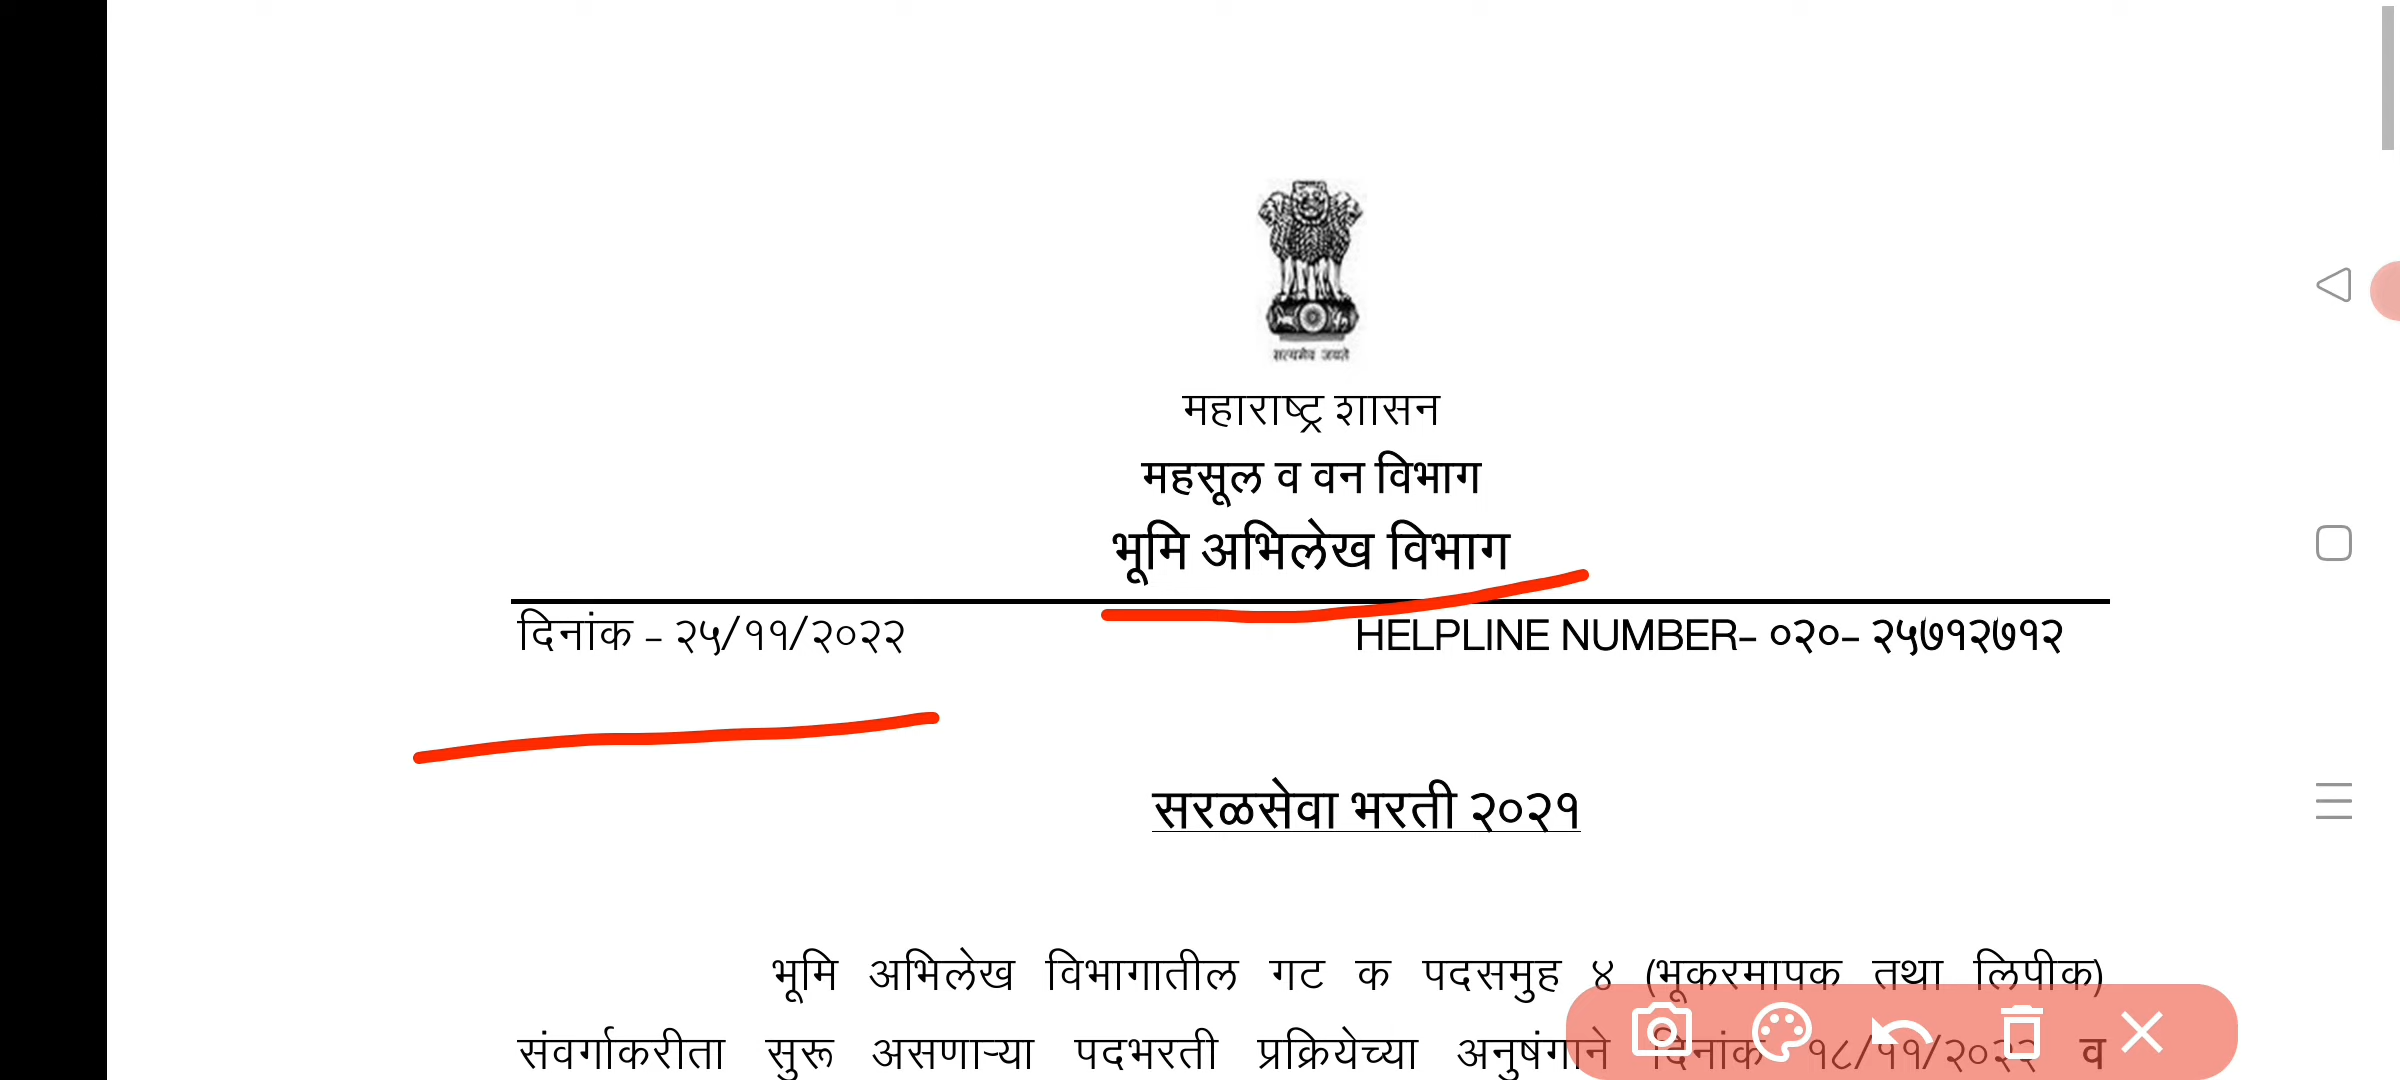 सत्यमेव जयते
महाराष्ट्र शासन
महसूल व वन विभाग
भूमि अभिलेख विभाग
दिनांक – २५/११/२०२२ HELPLINE NUMBER– ०२०– २५७१२७१२
सरळसेवा भरती २०२१
भूमि अभिलेख विभागातील गट क पदसमुह ४ (भूकरमापक तथा लिपीक)
संवर्गाकरीता सुरू असणाऱ्या पदभरती प्रक्रियेच्या अनुषंगाने दिनांक १८/११/२०२२ व